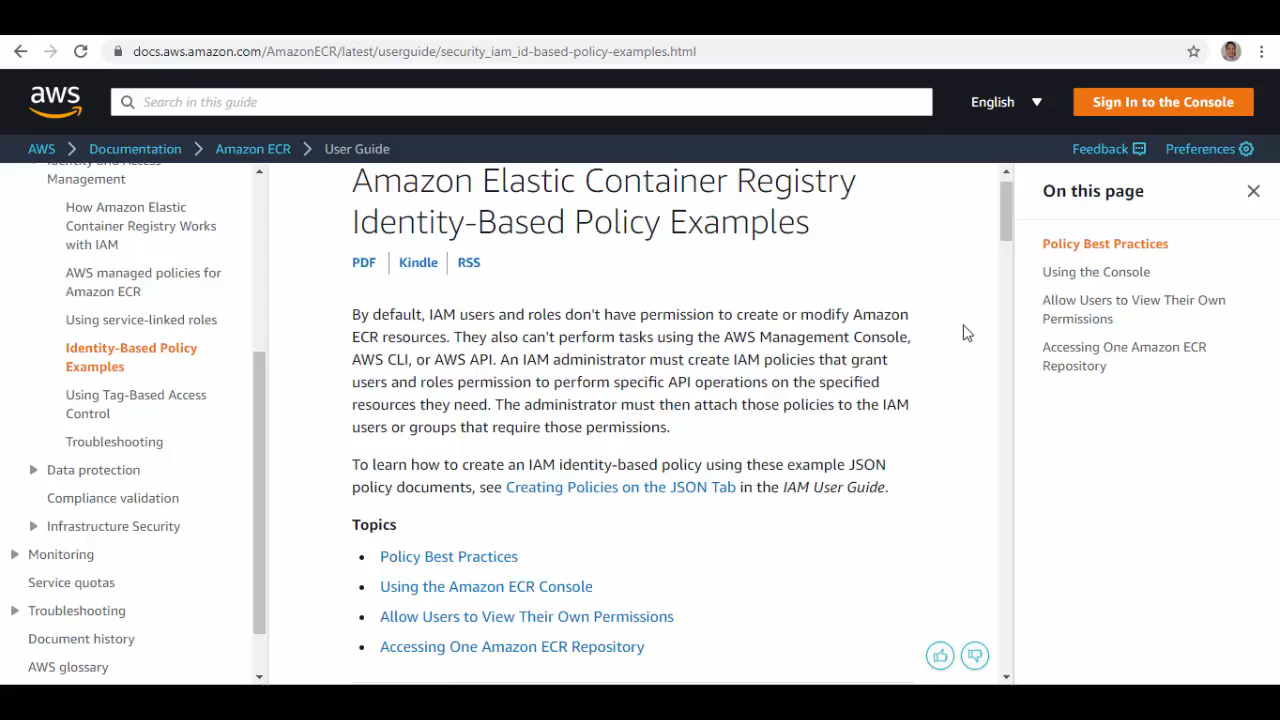 docs.aws.amazon.com/AmazonECR/latest/userguide/security_iam_id-based-policy-examples.html
aws
Search in this guide
English
Sign In to the Console
AWS
Documentation
Amazon ECR
User Guide
Feedback
Preferences
Identity and Access
Management
How Amazon Elastic
Container Registry Works
with IAM
AWS managed policies for
Amazon ECR
Using service-linked roles
Identity-Based Policy
Examples
Using Tag-Based Access
Control
Troubleshooting
Data protection
Compliance validation
Infrastructure Security
Monitoring
Service quotas
Troubleshooting
Document history
AWS glossary
Amazon Elastic Container Registry
Identity-Based Policy Examples
PDF
Kindle
RSS
By default, IAM users and roles don't have permission to create or modify Amazon
ECR resources. They also can't perform tasks using the AWS Management Console,
AWS CLI, or AWS API. An IAM administrator must create IAM policies that grant
users and roles permission to perform specific API operations on the specified
resources they need. The administrator must then attach those policies to the IAM
users or groups that require those permissions.
To learn how to create an IAM identity-based policy using these example JSON
policy documents, see Creating Policies on the JSON Tab in the IAM User Guide.
Topics
• Policy Best Practices
• Using the Amazon ECR Console
• Allow Users to View Their Own Permissions
• Accessing One Amazon ECR Repository
On this page
Policy Best Practices
Using the Console
Allow Users to View Their Own
Permissions
Accessing One Amazon ECR
Repository